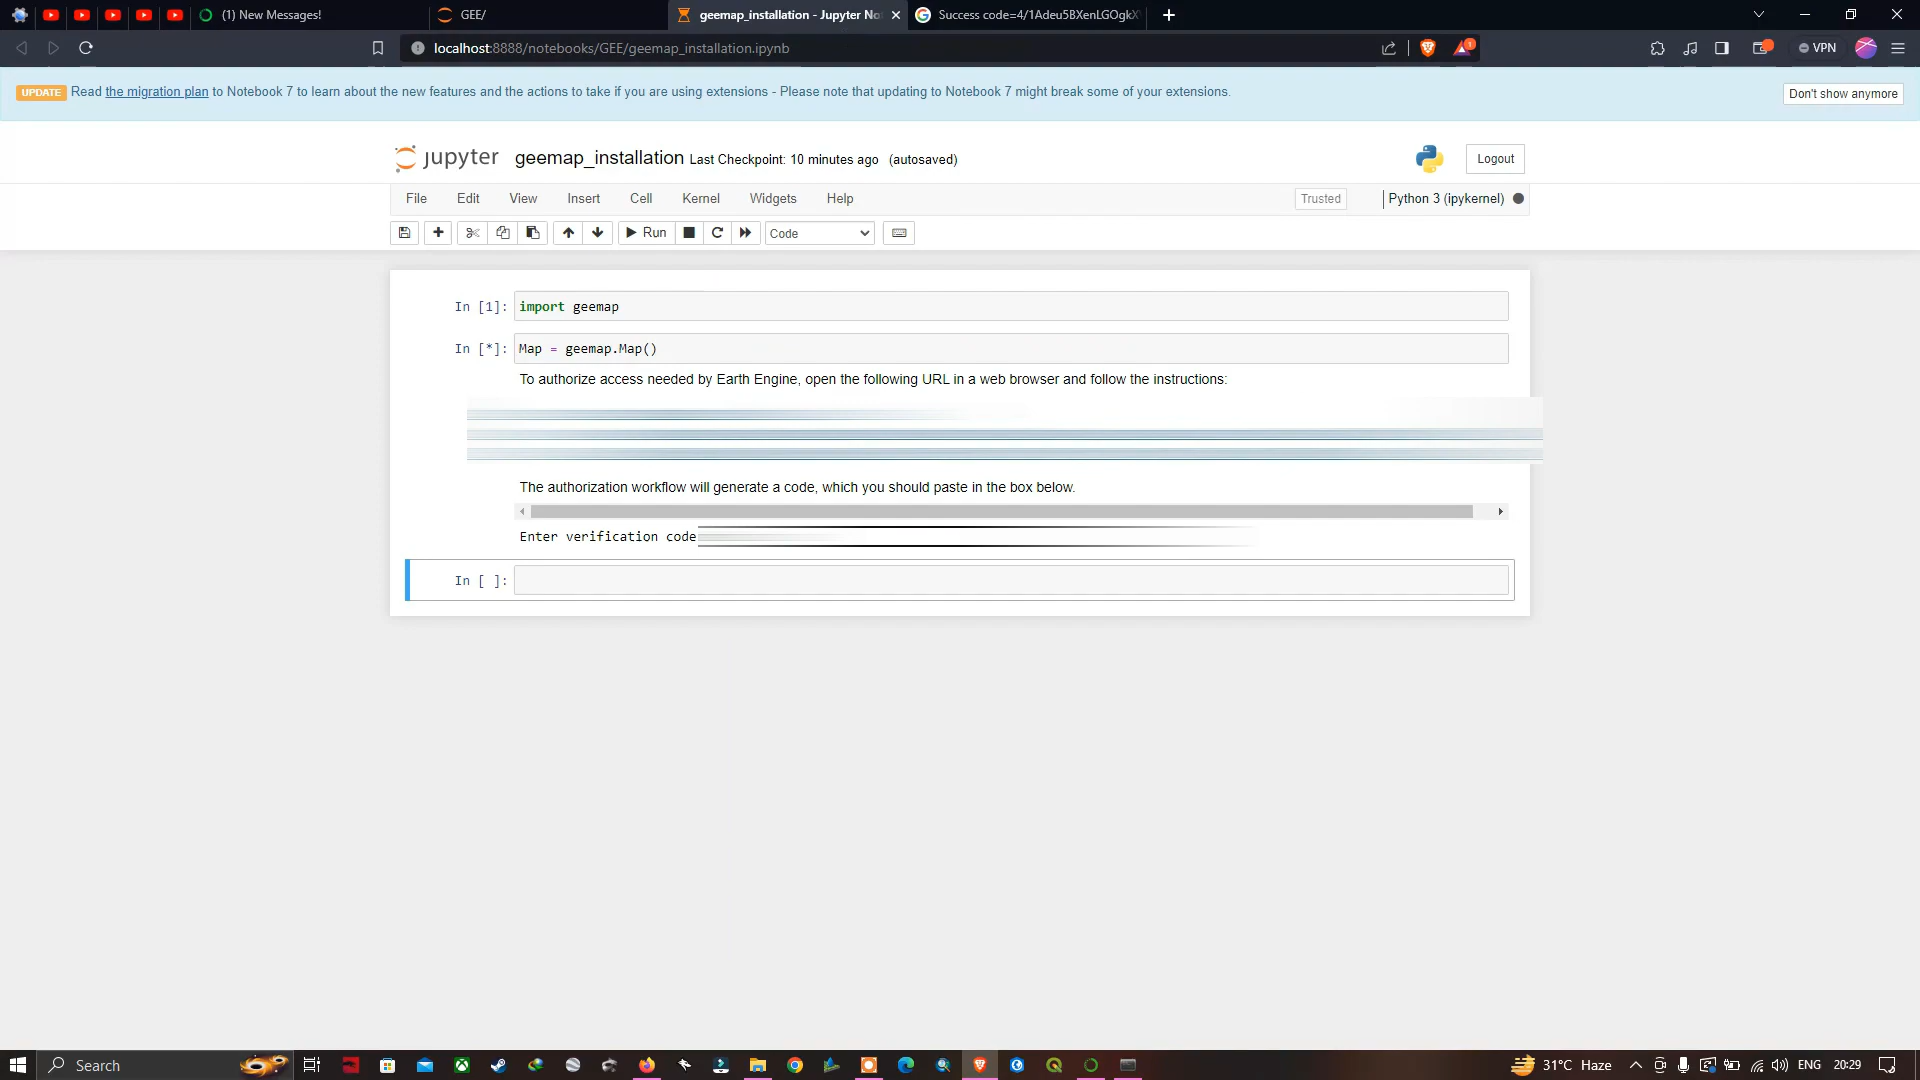 (1) New Messages!
GEE/
geemap_installation - Jupyter No
Success code=4/1Adeu5BXenLGOgkX
localhost:8888/notebooks/GEE/geemap_installation.ipynb
1
VPN
UPDATE Read the migration plan to Notebook 7 to learn about the new features and the actions to take if you are using extensions - Please note that updating to Notebook 7 might break some of your extensions.
Don't show anymore
jupyter geemap_installation Last Checkpoint: 10 minutes ago (autosaved)
Logout
File Edit View Insert Cell Kernel Widgets Help
Trusted
Python 3 (ipykernel)
Run
Code
In [1]: import geemap
In [*]: Map = geemap.Map()
To authorize access needed by Earth Engine, open the following URL in a web browser and follow the instructions:
The authorization workflow will generate a code, which you should paste in the box below.
Enter verification code
In [ ]:
Search
31°C Haze
ENG
20:29